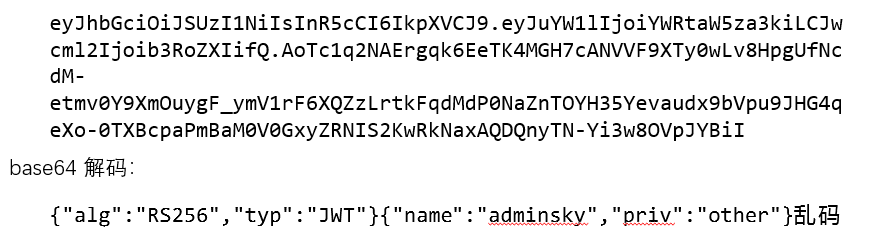 eyJhbGciOiJSUzI1NiIsInR5cCI6IkpXVCJ9.eyJuYW1lIjoiYWRtaW5za3kiLCJw
cml2Ijoib3RoZXIifQ.AoTc1q2NAErgqk6EeTK4MGH7cANVVF9XTy0wLv8HpgUfNc
dM-
etmv0Y9XmOuygF_ymV1rF6XQZzLrtkFqdMdP0NaZnTOYH35Yevaudx9bVpu9JHG4q
eXo-0TXBcpaPmBaM0V0GxyZRNIS2KwRkNaxAQDQnyTN-Yi3w8OVpJYBiI
base64 解码:
{"alg":"RS256","typ":"JWT"}{"name":"adminsky","priv":"other"}乱码